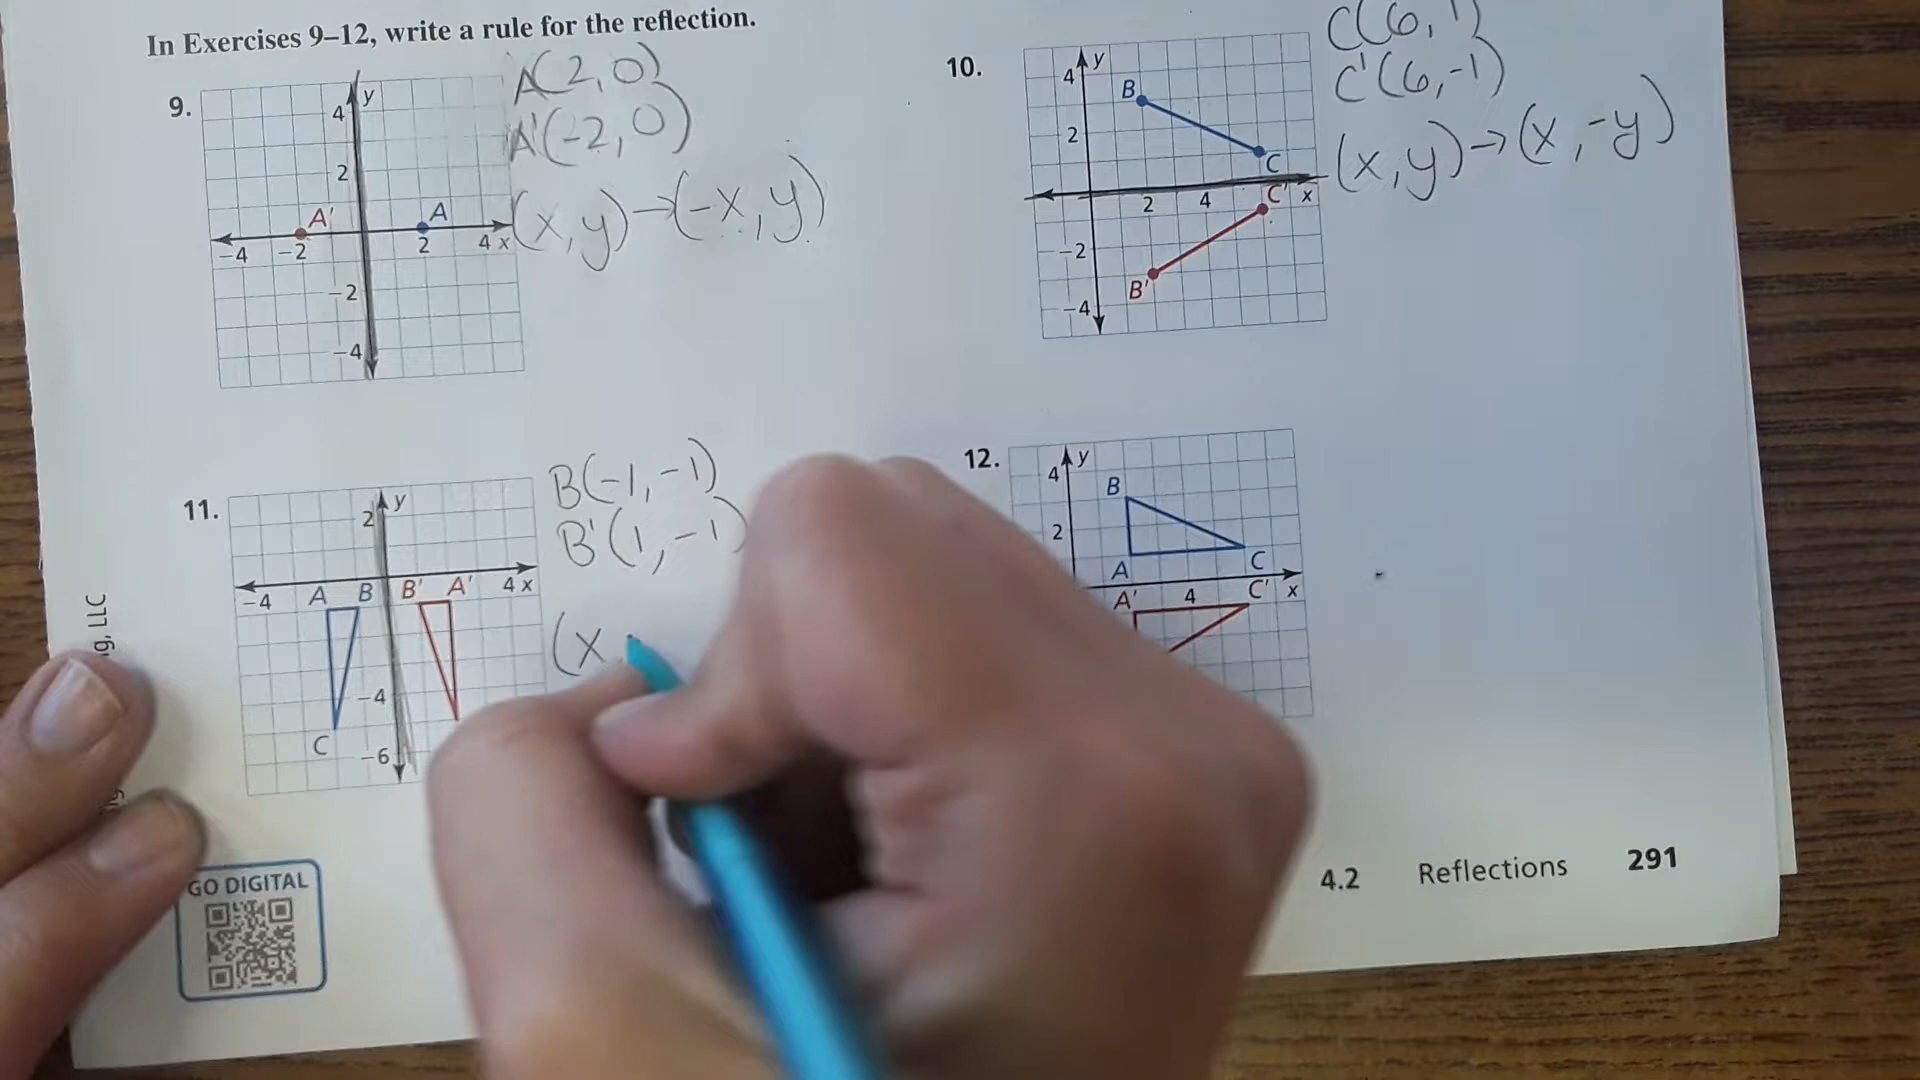 In Exercises 9–12, write a rule for the reflection.
9.
y
4
2
A'
A
−4
−2
2
4 x
−2
−4
A(2,0)
A'(-2,0)
(x,y)→(-x,y)
10.
4
y
B
2
C
2
4
C'
x
−2
B'
−4
C(6,1)
C'(6,-1)
(x,y)→(x,-y)
11.
2
y
−4
A
B
B'
A'
4 x
−4
C
−6
B(-1,-1)
B'(1,-1)
(x,
12.
4
y
B
2
A
C
A'
4
C'
x
ng, LLC
GO DIGITAL
4.2 Reflections 291